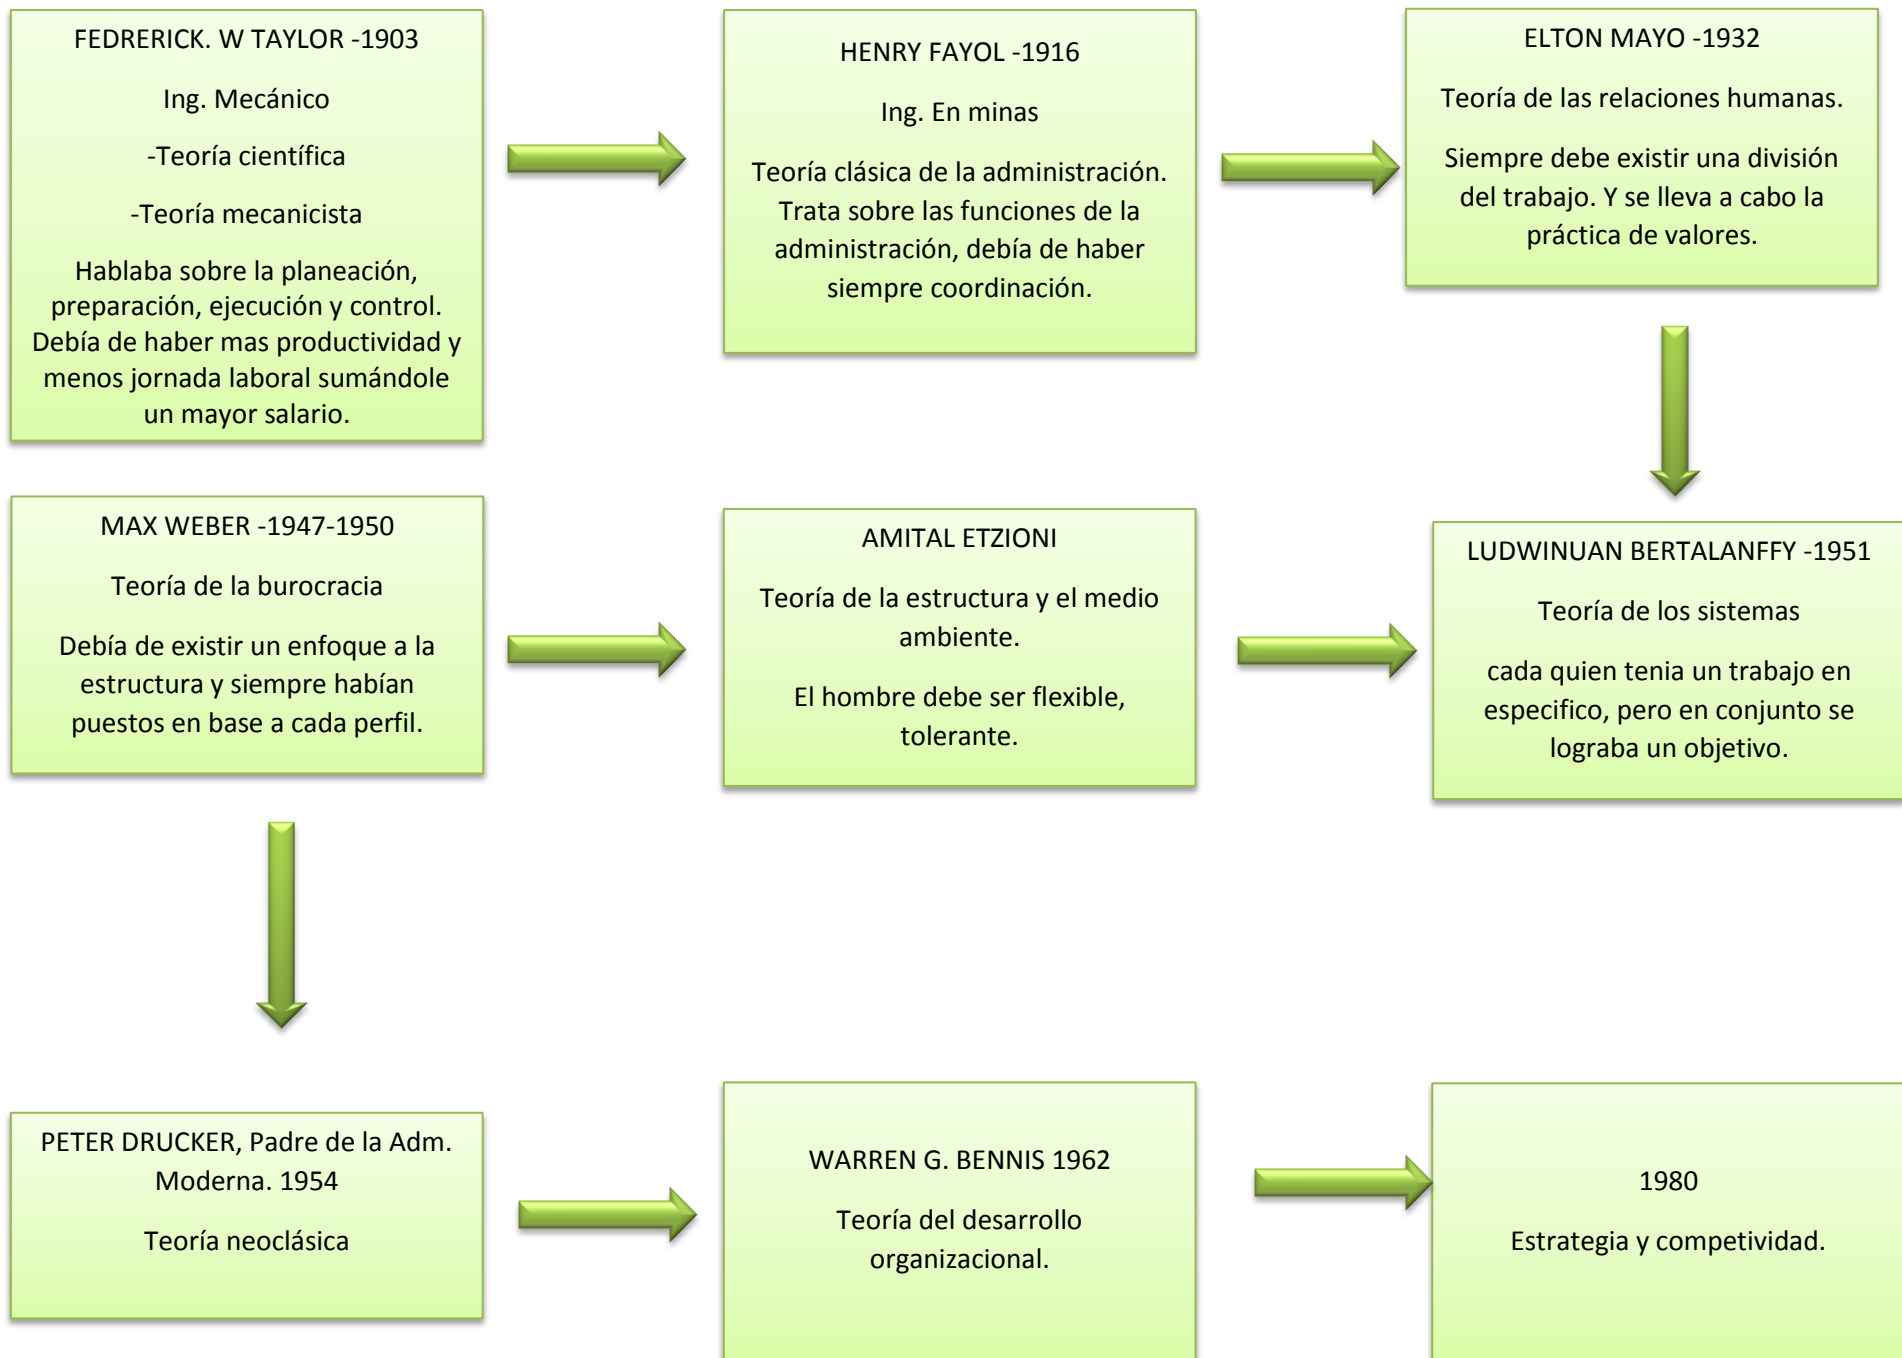 FEDRERICK. W TAYLOR -1903
Ing. Mecánico
-Teoría científica
-Teoría mecanicista
Hablaba sobre la planeación,
preparación, ejecución y control.
Debía de haber mas productividad y
menos jornada laboral sumándole
un mayor salario.
HENRY FAYOL -1916
Ing. En minas
Teoría clásica de la administración.
Trata sobre las funciones de la
administración, debía de haber
siempre coordinación.
ELTON MAYO -1932
Teoría de las relaciones humanas.
Siempre debe existir una división
del trabajo. Y se lleva a cabo la
práctica de valores.
MAX WEBER -1947-1950
Teoría de la burocracia
Debía de existir un enfoque a la
estructura y siempre habían
puestos en base a cada perfil.
AMITAL ETZIONI
Teoría de la estructura y el medio
ambiente.
El hombre debe ser flexible,
tolerante.
LUDWINUAN BERTALANFFY -1951
Teoría de los sistemas
cada quien tenia un trabajo en
especifico, pero en conjunto se
lograba un objetivo.
PETER DRUCKER, Padre de la Adm.
Moderna. 1954
Teoría neoclásica
WARREN G. BENNIS 1962
Teoría del desarrollo
organizacional.
1980
Estrategia y competividad.